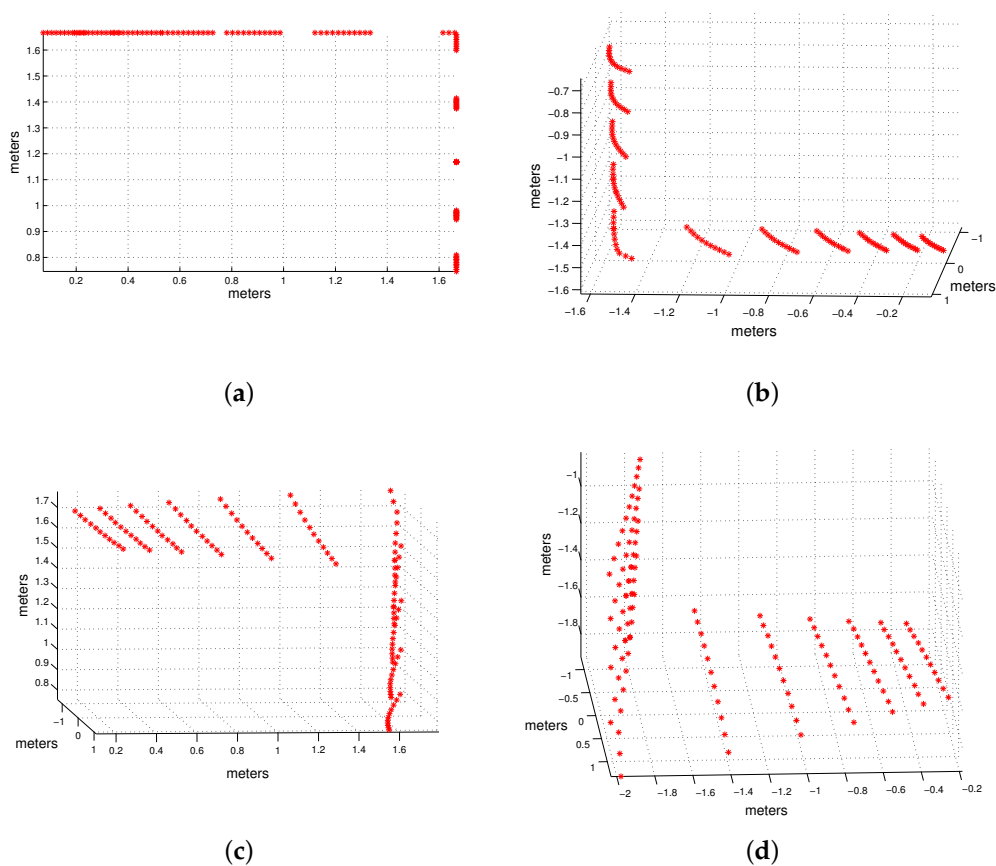 1.6
1.5
1.4
1.3
1.2
1.1
1
0.9
0.8
meters
0.2 0.4 0.6 0.8 1 1.2 1.4 1.6
meters
(a)
−0.7
−0.8
−0.9
−1
−1.1
−1.2
−1.3
−1.4
−1.5
−1.6
meters
−1.6 −1.4 −1.2 −1 −0.8 −0.6 −0.4 −0.2
meters
−1
0
1
meters
(b)
1.7
1.6
1.5
1.4
1.3
1.2
1.1
1
0.9
0.8
meters
−1
0
1
meters
0.2 0.4 0.6 0.8 1 1.2 1.4 1.6
meters
(c)
−1
−1.2
−1.4
−1.6
−1.8
meters
−1
−0.5
0
0.5
1
meters
−2 −1.8 −1.6 −1.4 −1.2 −1 −0.8 −0.6 −0.4 −0.2
meters
(d)